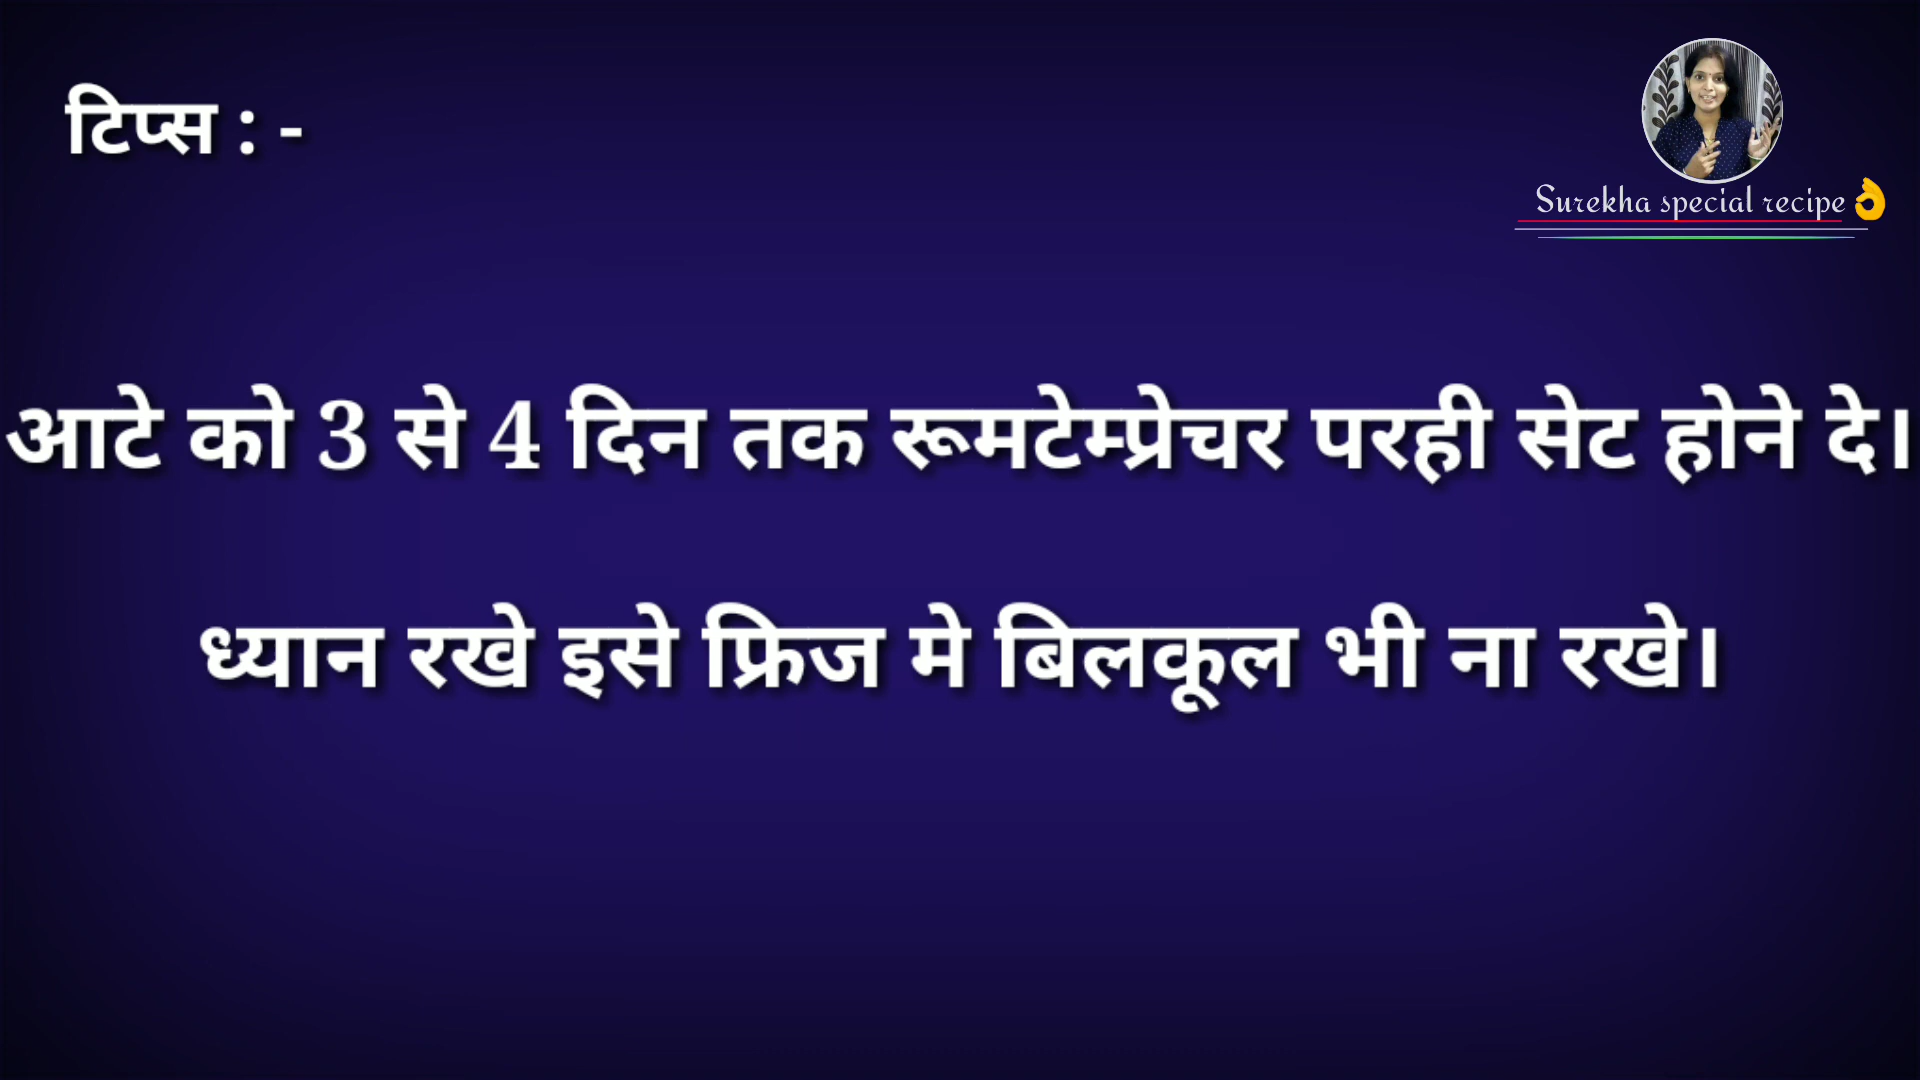 टिप्स : -
Surekha special recipe👌
आटे को 3 से 4 दिन तक रूमटेम्प्रेचर परही सेट होने दे।
ध्यान रखे इसे फ्रिज मे बिलकूल भी ना रखे।